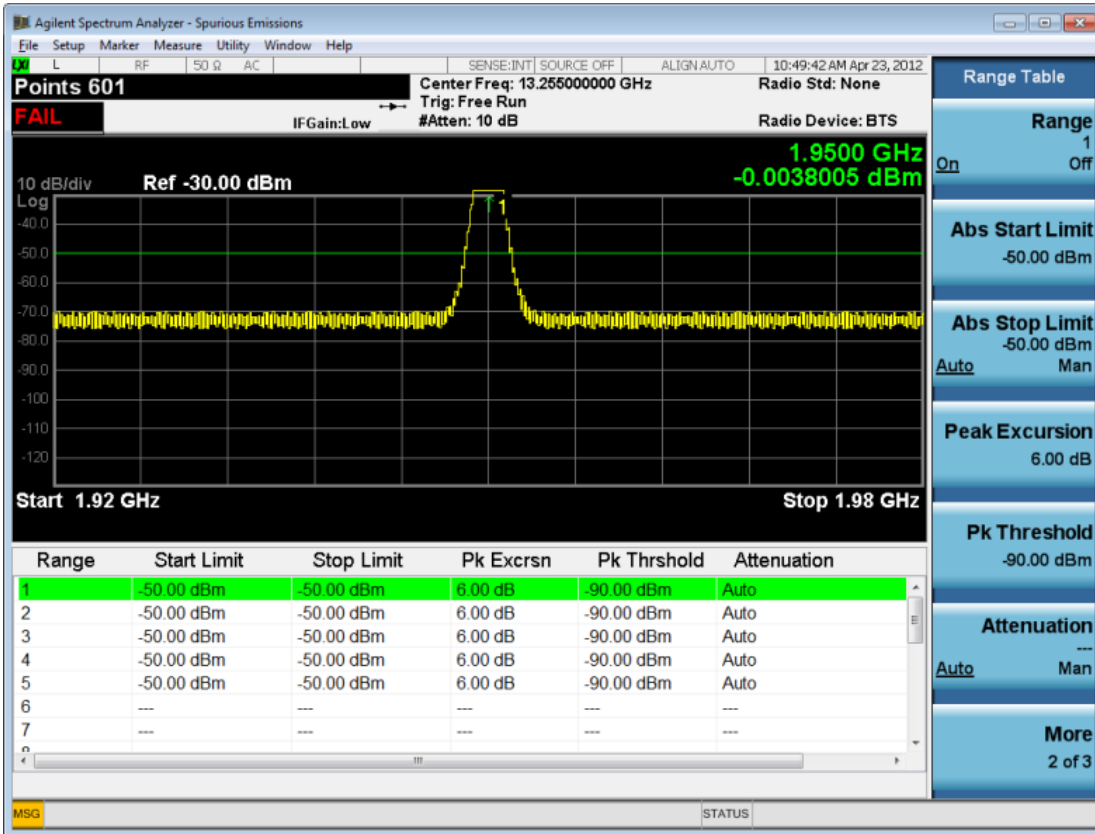 Agilent Spectrum Analyzer - Spurious Emissions
File Setup Marker Measure Utility Window Help
LXI L RF 50 Ω AC SENSE:INT SOURCE OFF ALIGN AUTO 10:49:42 AM Apr 23, 2012
Points 601 Center Freq: 13.255000000 GHz Radio Std: None
Trig: Free Run
FAIL IFGain:Low #Atten: 10 dB Radio Device: BTS
1.9500 GHz
-0.0038005 dBm
10 dB/div Ref -30.00 dBm
Log
1
-40.0
-50.0
-60.0
-70.0
-80.0
-90.0
-100
-110
-120
Start 1.92 GHz Stop 1.98 GHz
Range Start Limit Stop Limit Pk Excrsn Pk Thrshold Attenuation
1 -50.00 dBm -50.00 dBm 6.00 dB -90.00 dBm Auto
2 -50.00 dBm -50.00 dBm 6.00 dB -90.00 dBm Auto
3 -50.00 dBm -50.00 dBm 6.00 dB -90.00 dBm Auto
4 -50.00 dBm -50.00 dBm 6.00 dB -90.00 dBm Auto
5 -50.00 dBm -50.00 dBm 6.00 dB -90.00 dBm Auto
6 --- --- --- --- ---
7 --- --- --- --- ---
MSG STATUS
Range Table
Range
1
On Off
Abs Start Limit
-50.00 dBm
Abs Stop Limit
-50.00 dBm
Auto Man
Peak Excursion
6.00 dB
Pk Threshold
-90.00 dBm
Attenuation
---
Auto Man
More
2 of 3